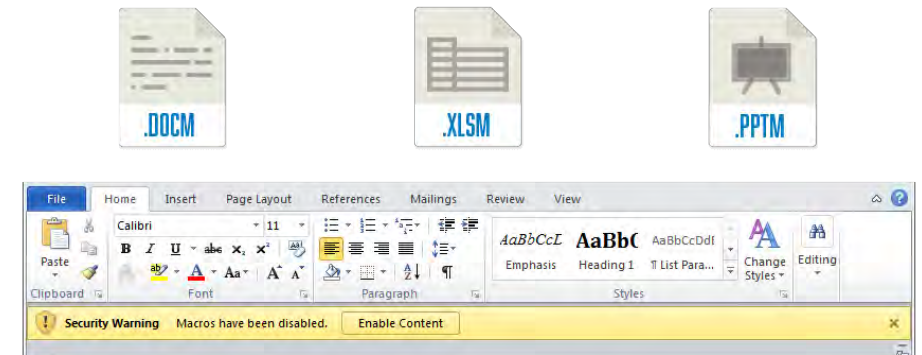 .DOCM .XLSM .PPTM
File Home Insert Page Layout References Mailings Review View
Calibri 11
AaBbCcL AaBb( AaBbCcDdI
Paste
B I U abc X₂ X²
Emphasis Heading 1 ¶ List Para...
Change Styles
Editing
Aa A A
Clipboard Font Paragraph Styles
Security Warning Macros have been disabled. Enable Content